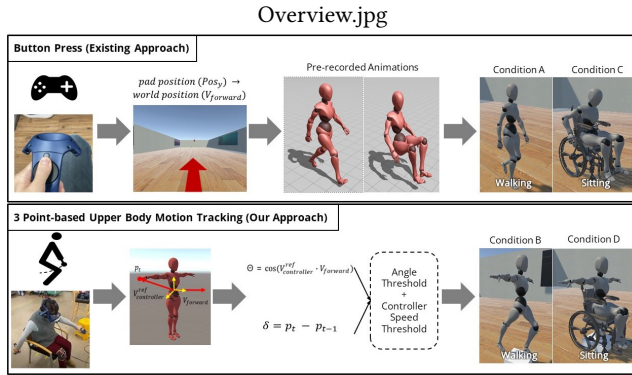 Overview.jpg
Button Press (Existing Approach)
pad position (Pos_y) →
world position (V_forward)
Pre-recorded Animations
Condition A
Condition C
Walking
Sitting
3 Point-based Upper Body Motion Tracking (Our Approach)
p_t
V^ref_controller
V_forward
Θ = cos(V^ref_controller · V_forward)
δ = p_t − p_{t−1}
Angle
Threshold
+
Controller
Speed
Threshold
Condition B
Condition D
Walking
Sitting